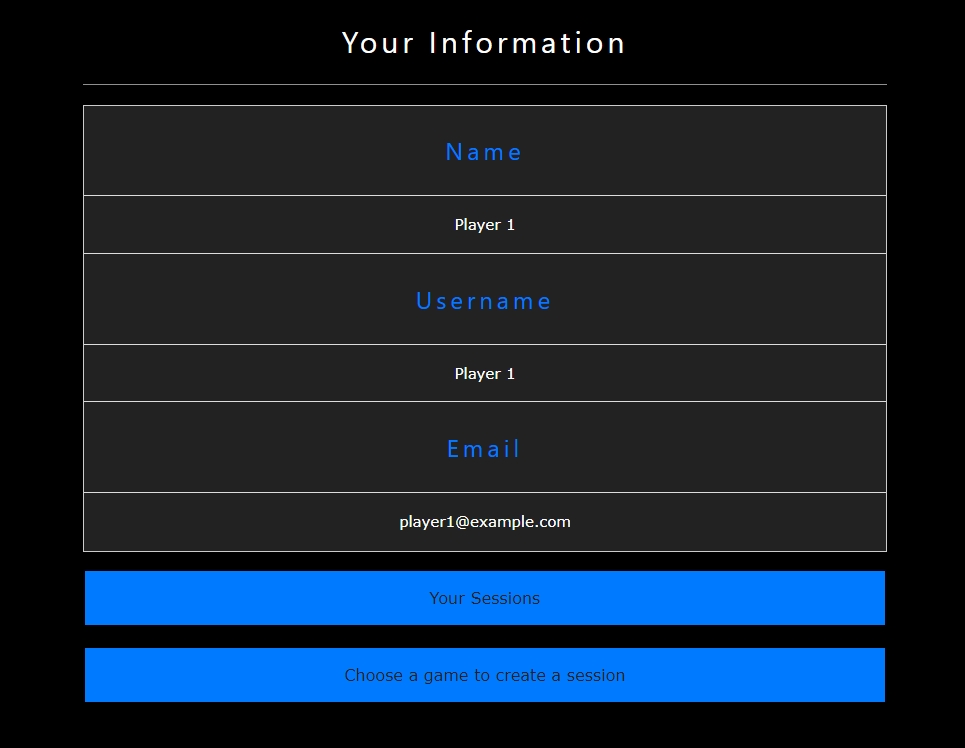 Your Information
Name
Player 1
Username
Player 1
Email
player1@example.com
Your Sessions
Choose a game to create a session